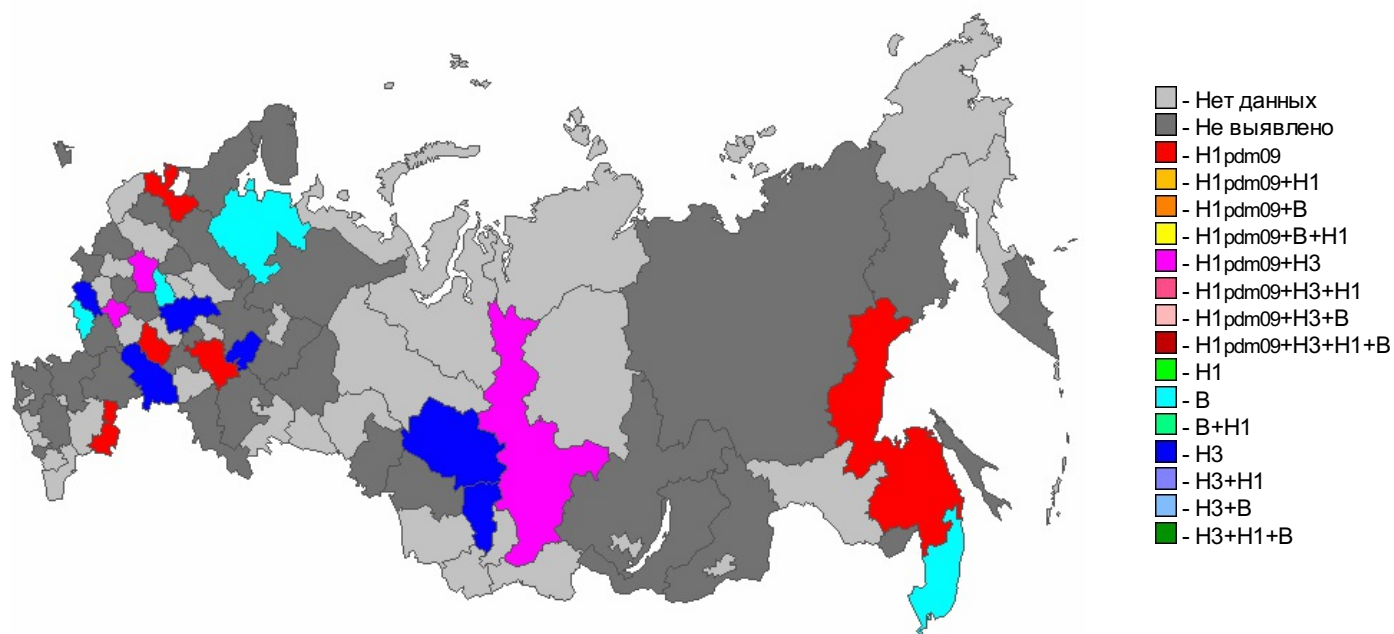 - Нет данных
- Не выявлено
- H1pdm09
- H1pdm09+H1
- H1pdm09+B
- H1pdm09+B+H1
- H1pdm09+H3
- H1pdm09+H3+H1
- H1pdm09+H3+B
- H1pdm09+H3+H1+B
- H1
- B
- B+H1
- H3
- H3+H1
- H3+B
- H3+H1+B